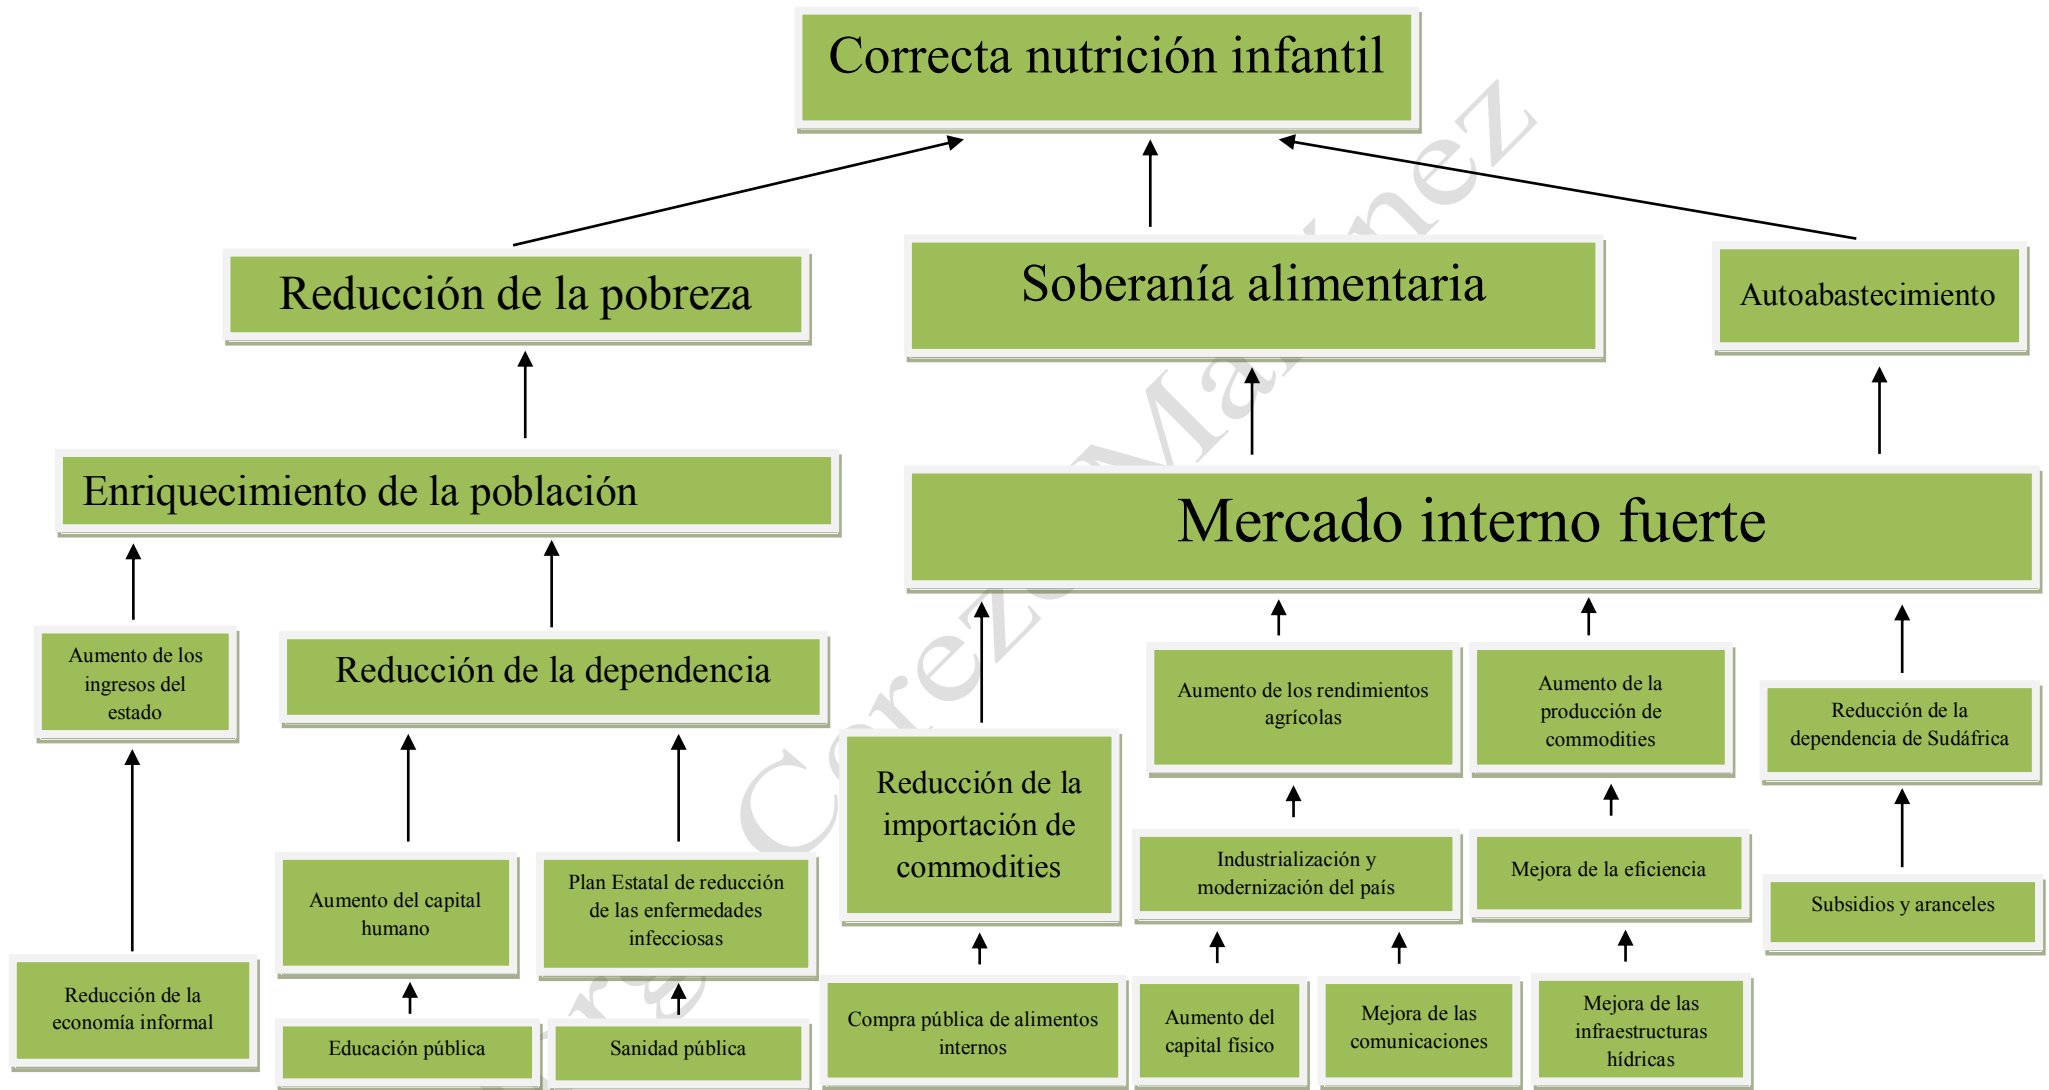 Correcta nutrición infantil
Reducción de la pobreza
Soberanía alimentaria
Autoabastecimiento
Enriquecimiento de la población
Mercado interno fuerte
Aumento de los
ingresos del
estado
Reducción de la dependencia
Reducción de la
importación de
commodities
Aumento de los rendimientos
agrícolas
Aumento de la
producción de
commodities
Reducción de la
dependencia de Sudáfrica
Aumento del capital
humano
Plan Estatal de reducción
de las enfermedades
infecciosas
Industrialización y
modernización del país
Mejora de la eficiencia
Subsidios y aranceles
Reducción de la
economía informal
Educación pública
Sanidad pública
Compra pública de alimentos
internos
Aumento del
capital físico
Mejora de las
comunicaciones
Mejora de las
infraestructuras
hídricas